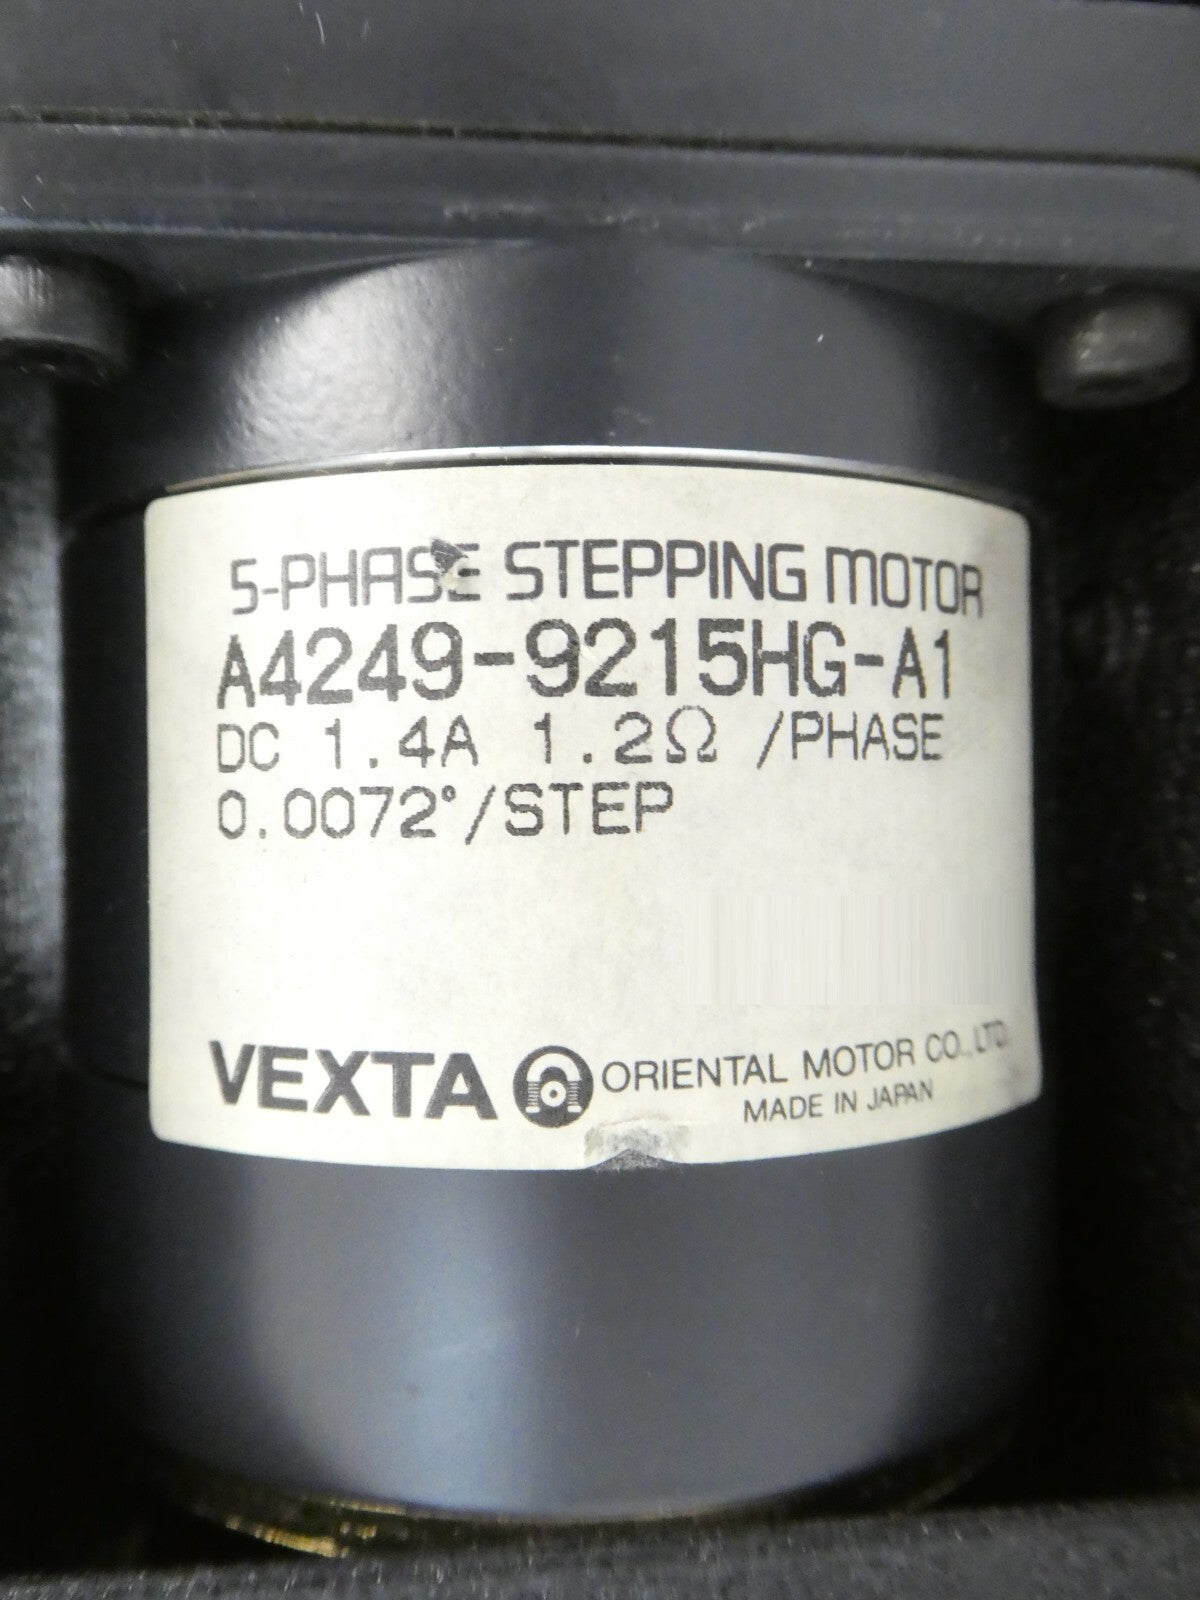 5-PHASE STEPPING MOTOR
A4249-9215HG-A1
DC 1.4A 1.2Ω /PHASE
0.0072°/STEP
VEXTA ORIENTAL MOTOR CO., LTD.
MADE IN JAPAN